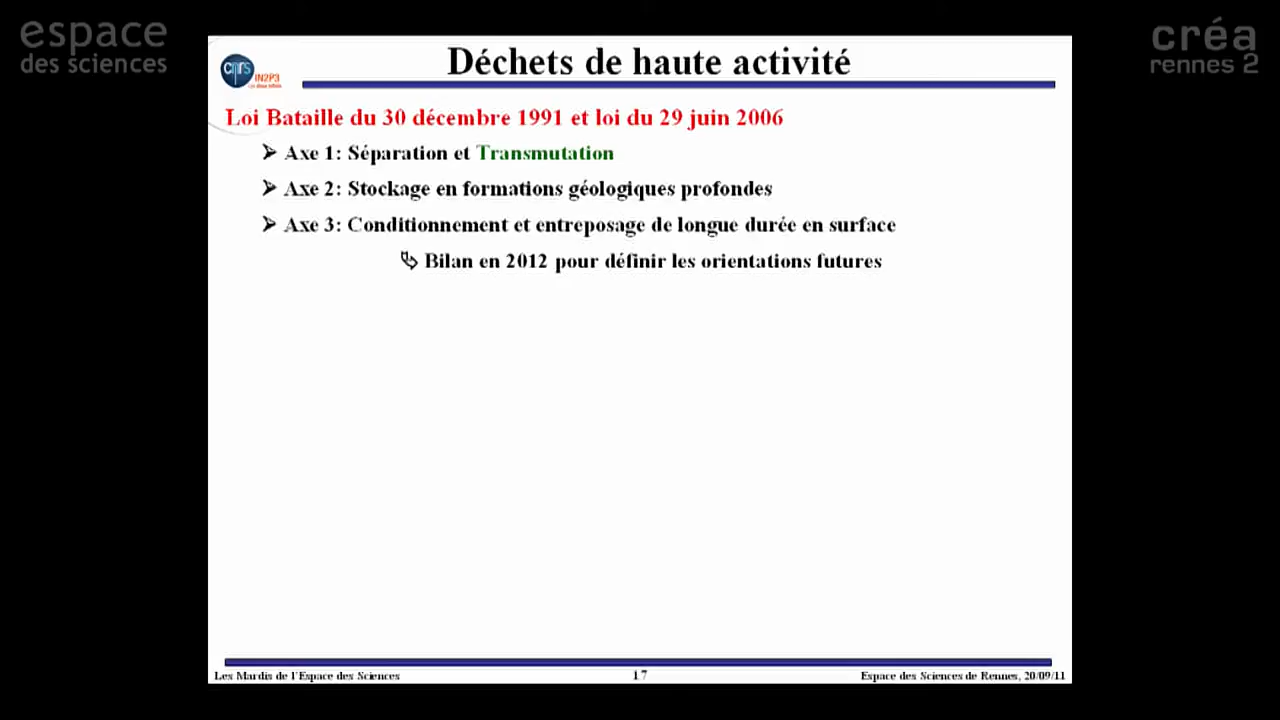 espace
des sciences
créa
rennes 2
cnrs
IN2P3
Déchets de haute activité
Loi Bataille du 30 décembre 1991 et loi du 29 juin 2006
➢ Axe 1: Séparation et Transmutation
➢ Axe 2: Stockage en formations géologiques profondes
➢ Axe 3: Conditionnement et entreposage de longue durée en surface
Bilan en 2012 pour définir les orientations futures
Les Mardis de l'Espace des Sciences
17
Espace des Sciences de Rennes, 20/09/11